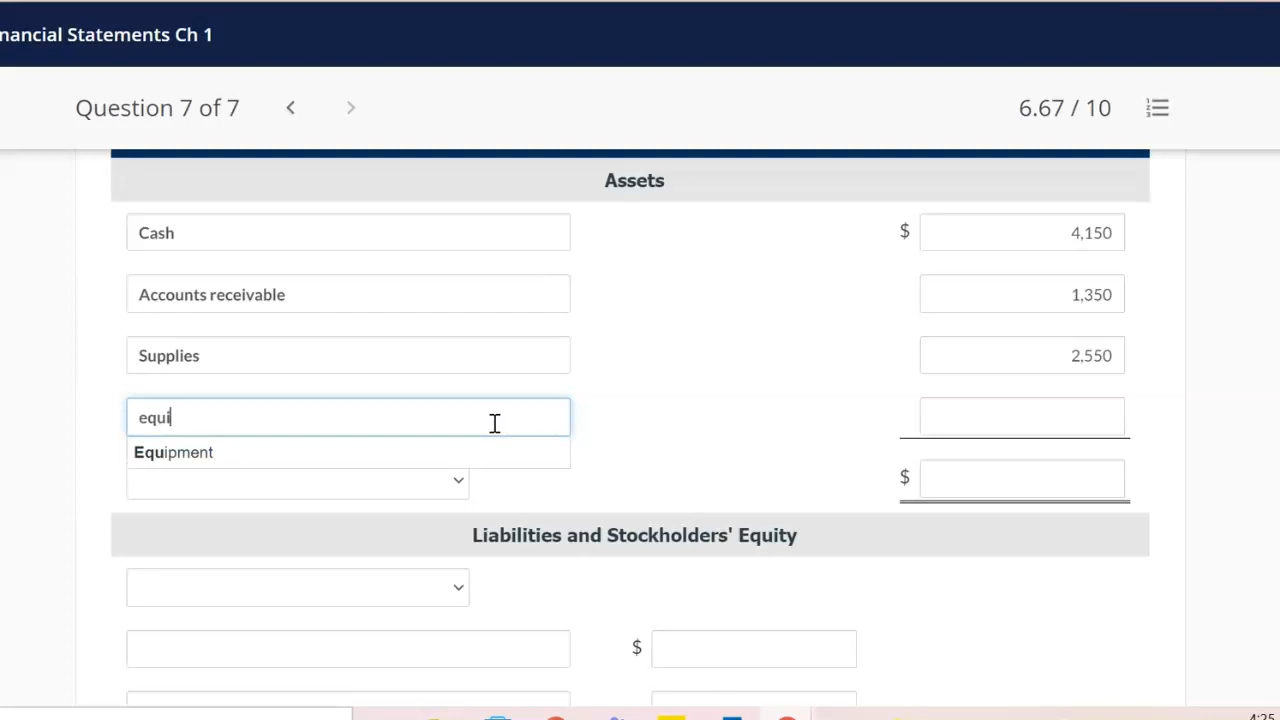 nancial Statements Ch 1
Question 7 of 7
6.67 / 10
Assets
Cash $ 4,150
Accounts receivable 1,350
Supplies 2,550
equi
Equipment
$
Liabilities and Stockholders' Equity
$